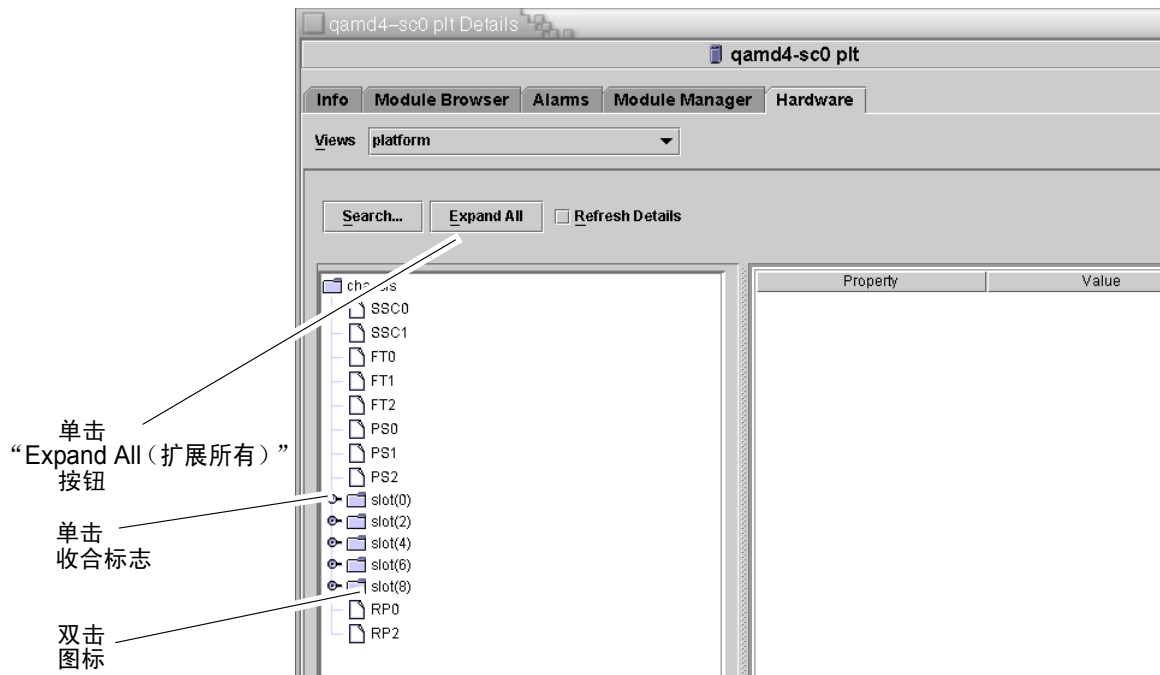 qamd4-sc0 plt Details
qamd4-sc0 plt
Info Module Browser Alarms Module Manager Hardware
Views platform
Search... Expand All Refresh Details
Property Value
SSC0
SSC1
FT0
FT1
FT2
PS0
PS1
PS2
slot(0)
slot(2)
slot(4)
slot(6)
slot(8)
RP0
RP2
单击
“Expand All（扩展所有）”
按钮
单击
收合标志
双击
图标